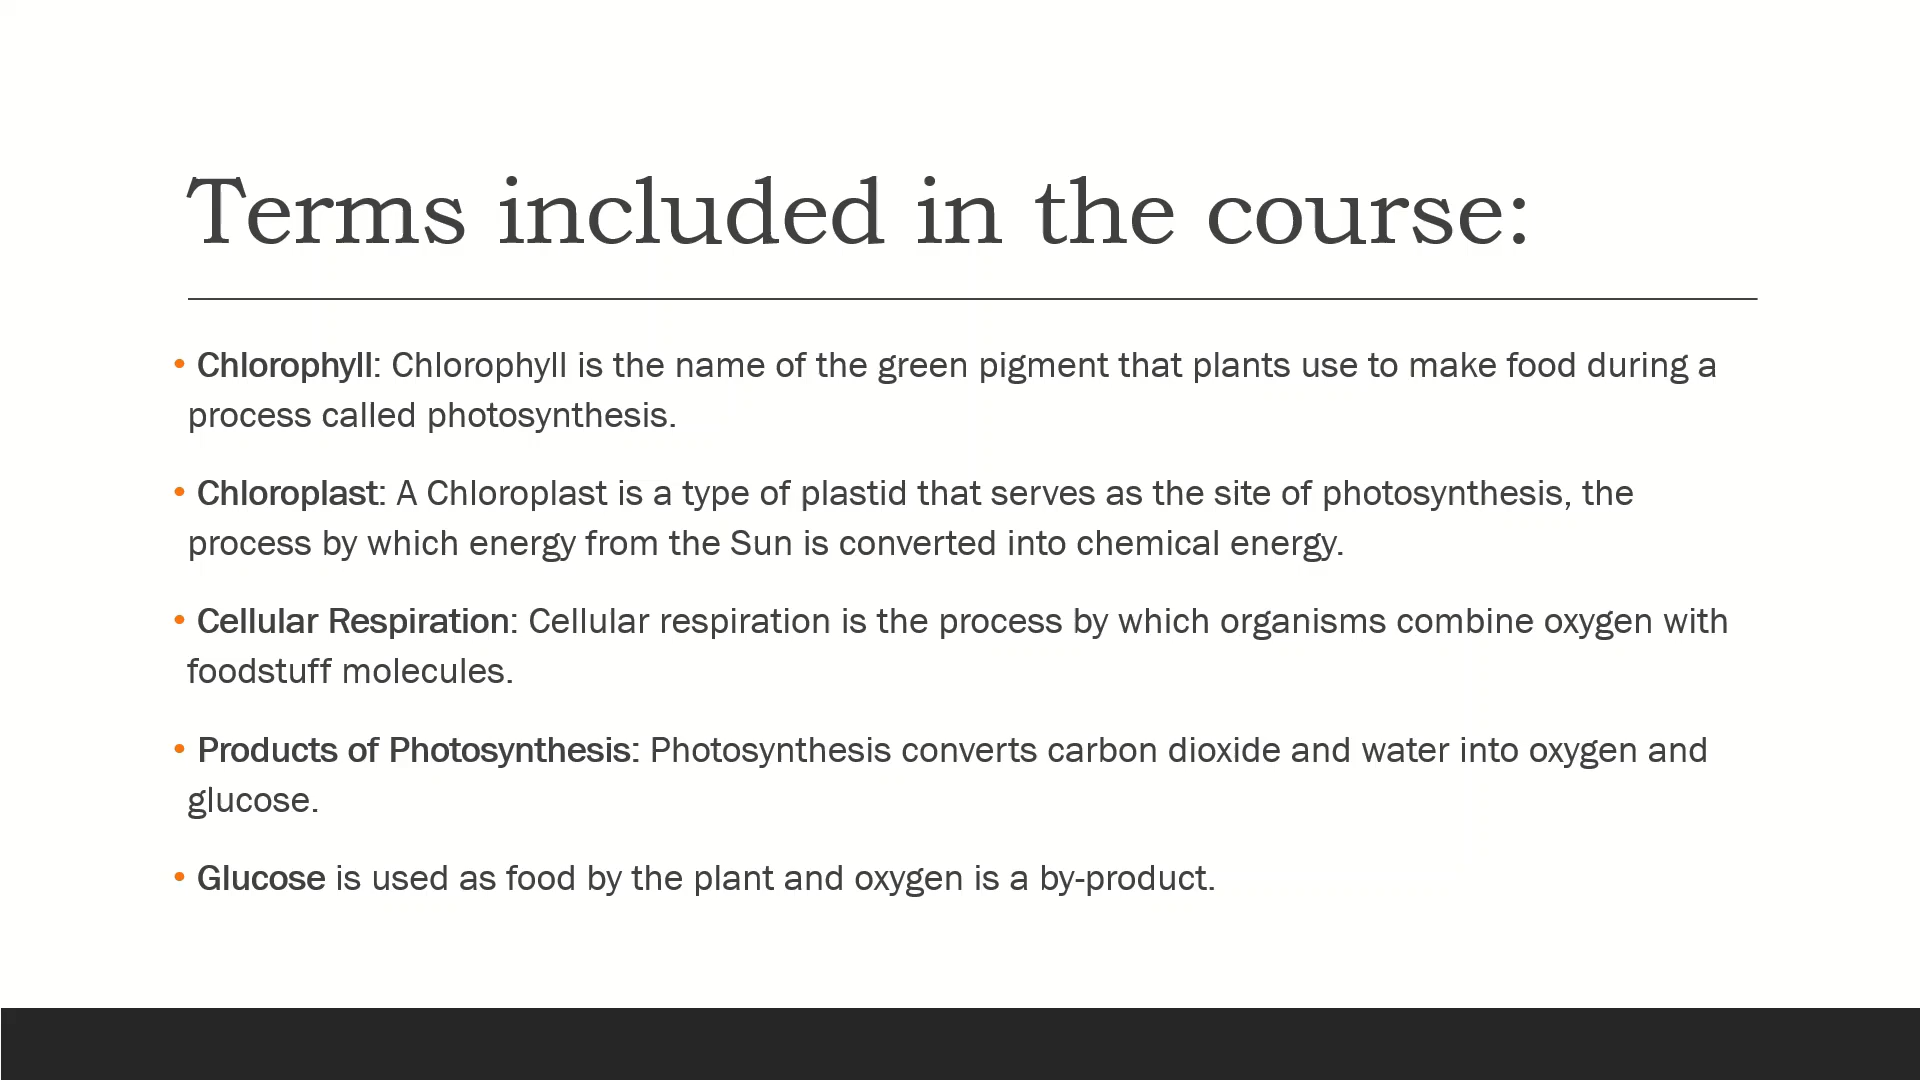 Terms included in the course:
• Chlorophyll: Chlorophyll is the name of the green pigment that plants use to make food during a
process called photosynthesis.
• Chloroplast: A Chloroplast is a type of plastid that serves as the site of photosynthesis, the
process by which energy from the Sun is converted into chemical energy.
• Cellular Respiration: Cellular respiration is the process by which organisms combine oxygen with
foodstuff molecules.
• Products of Photosynthesis: Photosynthesis converts carbon dioxide and water into oxygen and
glucose.
• Glucose is used as food by the plant and oxygen is a by-product.